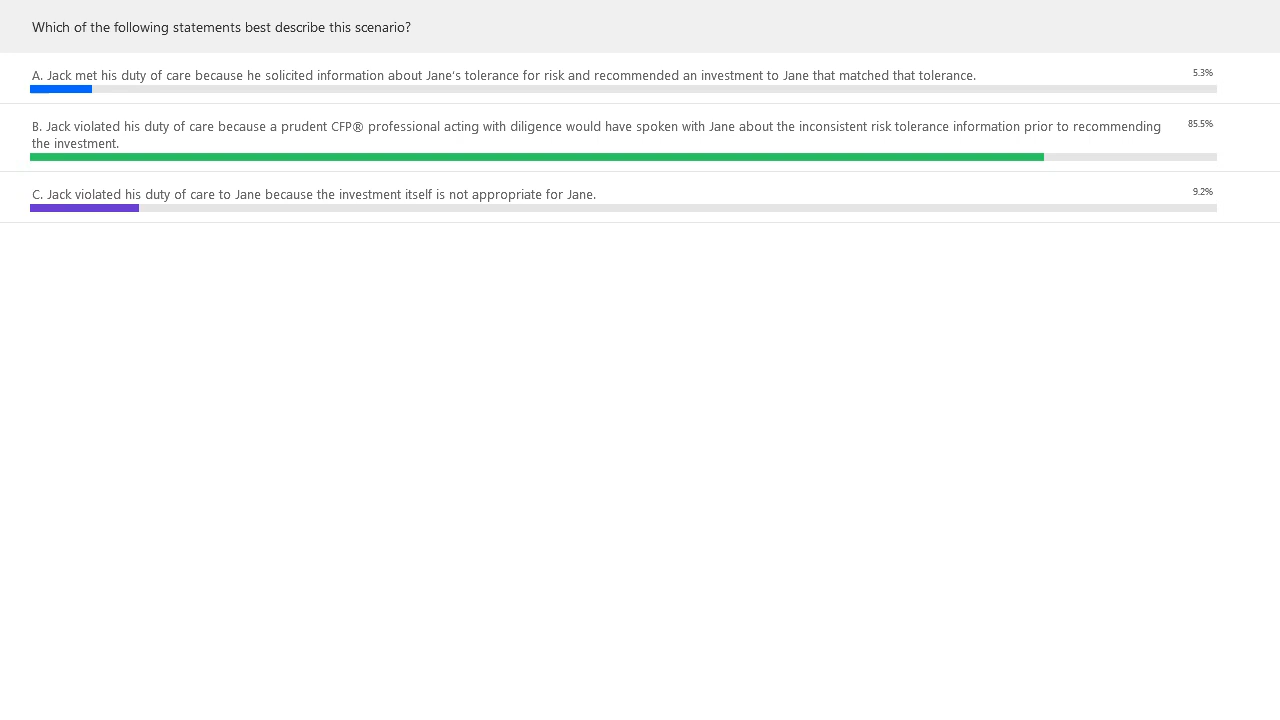 Which of the following statements best describe this scenario?
A. Jack met his duty of care because he solicited information about Jane's tolerance for risk and recommended an investment to Jane that matched that tolerance.
5.3%
B. Jack violated his duty of care because a prudent CFP® professional acting with diligence would have spoken with Jane about the inconsistent risk tolerance information prior to recommending
the investment.
85.5%
C. Jack violated his duty of care to Jane because the investment itself is not appropriate for Jane.
9.2%